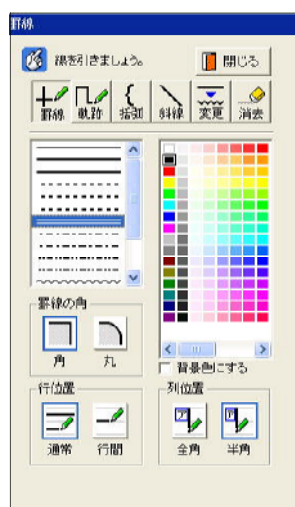 罫線
線を引きましょう。 閉じる
罫線 軌跡 括弧 斜線 変更 消去
罫線の角
角 丸
背景色にする
行位置 列位置
通常 行間 全角 半角